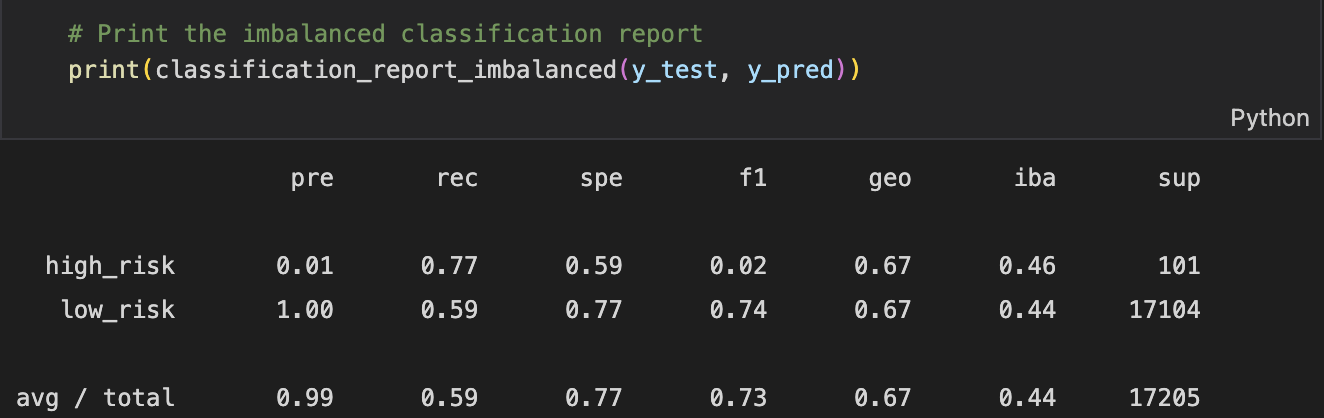 # Print the imbalanced classification report
print(classification_report_imbalanced(y_test, y_pred))
Python
pre rec spe f1 geo iba sup
high_risk 0.01 0.77 0.59 0.02 0.67 0.46 101
low_risk 1.00 0.59 0.77 0.74 0.67 0.44 17104
avg / total 0.99 0.59 0.77 0.73 0.67 0.44 17205